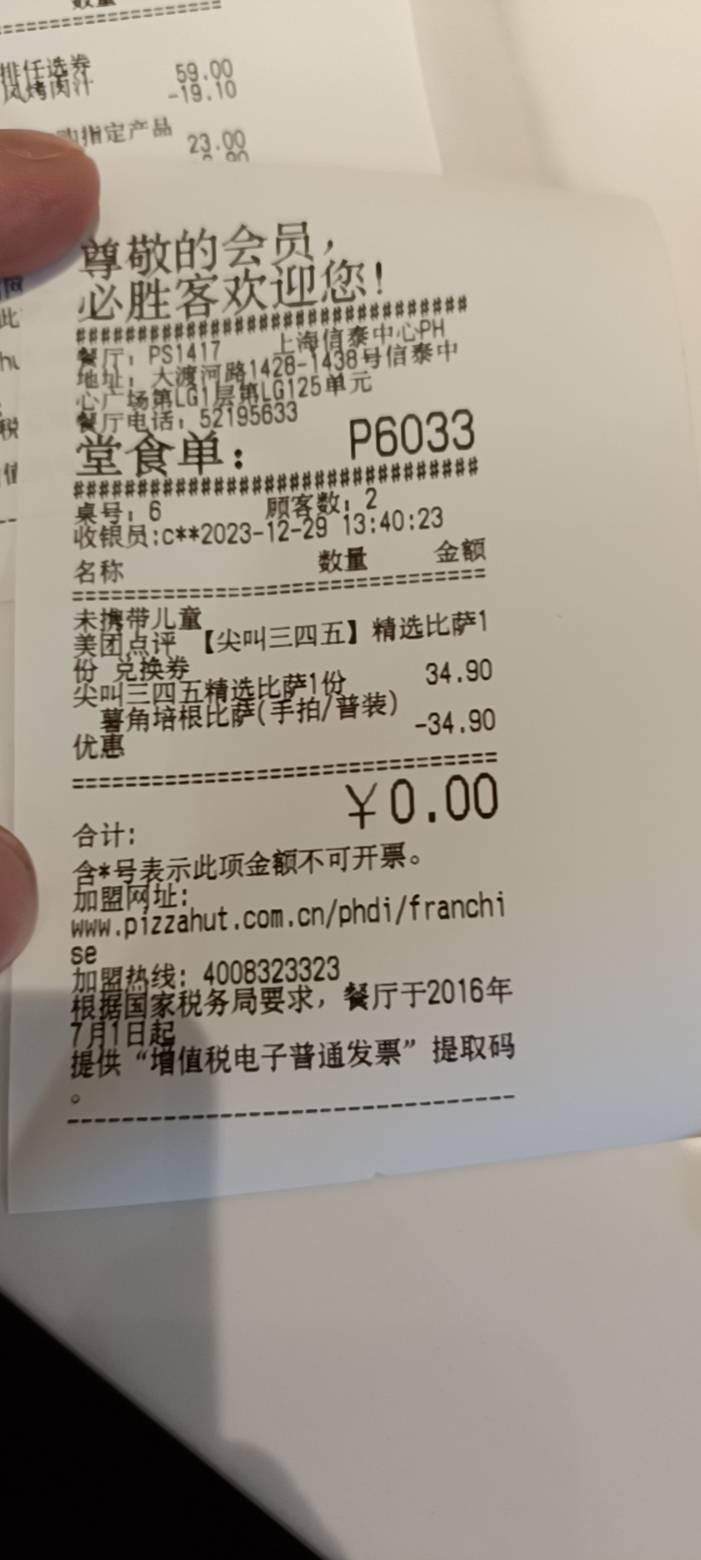 数量
排任选券 59.00
风烤肉汁 -19.10
指定产品 23.00
尊敬的会员，
必胜客欢迎您！
##############################
餐厅：PS1417 上海信泰中心PH
地址：大渡河路1428-1438号信泰中
心广场第LG1层第LG125单元
餐厅电话：52195633
堂食单： P6033
##############################
桌号：6 顾客数：2
收银员:c**2023-12-29 13:40:23
名称 数量 金额
==============================
未携带儿童
美团点评 【尖叫三四五】精选比萨1
份 兑换券
尖叫三四五精选比萨1份 34.90
薯角培根比萨(手拍/普装)
优惠 -34.90
==============================
￥0.00
合计:
含*号表示此项金额不可开票。
加盟网址:
www.pizzahut.com.cn/phdi/franchi
se
加盟热线: 4008323323
根据国家税务局要求，餐厅于2016年
7月1日起
提供“增值税电子普通发票”提取码
。
------------------------------